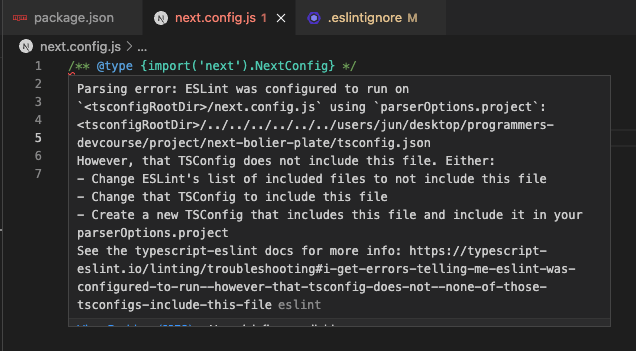 package.json
next.config.js 1 ×
.eslintignore M
next.config.js > ...
1 /** @type {import('next').NextConfig} */
2
3
4
5
6
7
Parsing error: ESLint was configured to run on
`<tsconfigRootDir>/next.config.js` using `parserOptions.project`:
<tsconfigRootDir>/../../../../../../users/jun/desktop/programmers-
devcourse/project/next-bolier-plate/tsconfig.json
However, that TSConfig does not include this file. Either:
- Change ESLint's list of included files to not include this file
- Change that TSConfig to include this file
- Create a new TSConfig that includes this file and include it in your
parserOptions.project
See the typescript-eslint docs for more info: https://typescript-
eslint.io/linting/troubleshooting#i-get-errors-telling-me-eslint-was-
configured-to-run--however-that-tsconfig-does-not--none-of-those-
tsconfigs-include-this-file eslint